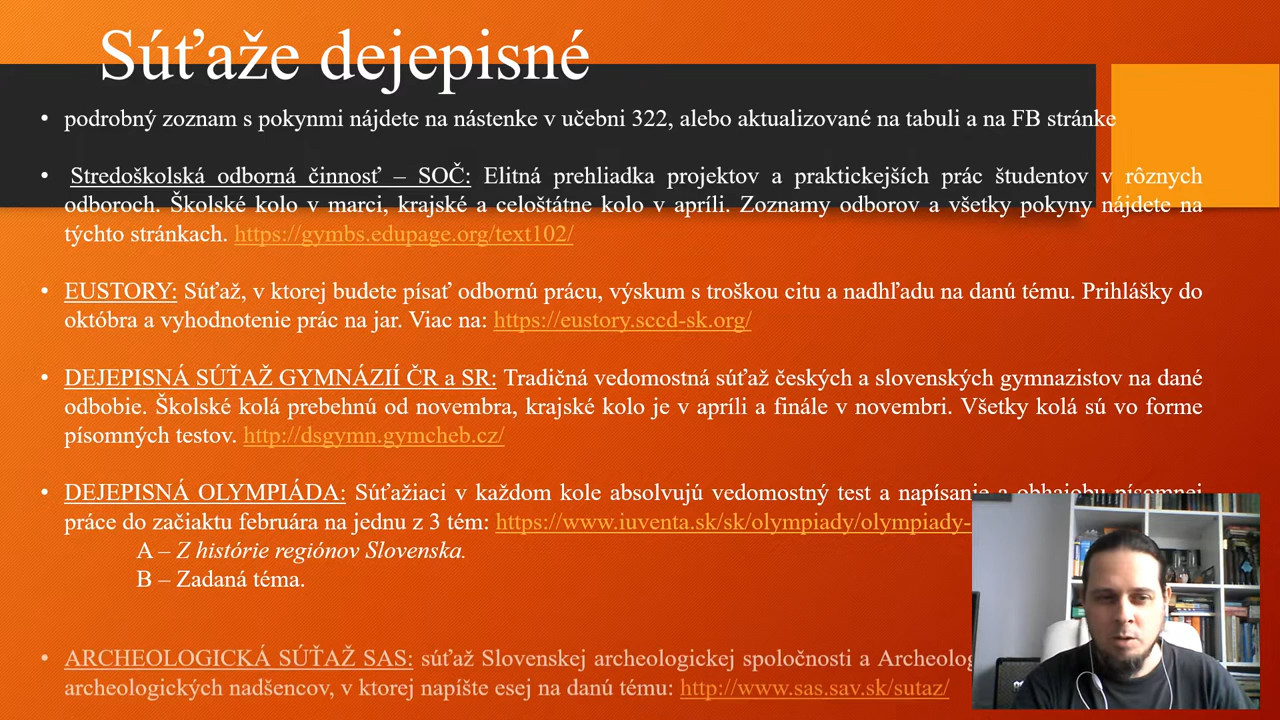 Súťaže dejepisné
• podrobný zoznam s pokynmi nájdete na nástenke v učebni 322, alebo aktualizované na tabuli a na FB stránke
• Stredoškolská odborná činnosť – SOČ: Elitná prehliadka projektov a praktickejších prác študentov v rôznych
odboroch. Školské kolo v marci, krajské a celoštátne kolo v apríli. Zoznamy odborov a všetky pokyny nájdete na
týchto stránkach. https://gymbs.edupage.org/text102/
• EUSTORY: Súťaž, v ktorej budete písať odbornú prácu, výskum s troškou citu a nadhľadu na danú tému. Prihlášky do
októbra a vyhodnotenie prác na jar. Viac na: https://eustory.sccd-sk.org/
• DEJEPISNÁ SÚŤAŽ GYMNÁZIÍ ČR a SR: Tradičná vedomostná súťaž českých a slovenských gymnazistov na dané
odbobie. Školské kolá prebehnú od novembra, krajské kolo je v apríli a finále v novembri. Všetky kolá sú vo forme
písomných testov. http://dsgymn.gymcheb.cz/
• DEJEPISNÁ OLYMPIÁDA: Súťažiaci v každom kole absolvujú vedomostný test a napísanie a obhajobu písomnej
práce do začiaktu februára na jednu z 3 tém: https://www.iuventa.sk/sk/olympiady/olympiady-
A – Z histórie regiónov Slovenska.
B – Zadaná téma.
• ARCHEOLOGICKÁ SÚŤAŽ SAS: súťaž Slovenskej archeologickej spoločnosti a
archeologických nadšencov, v ktorej napíšte esej na danú tému: http://www.sas.sav.sk/sutaz/